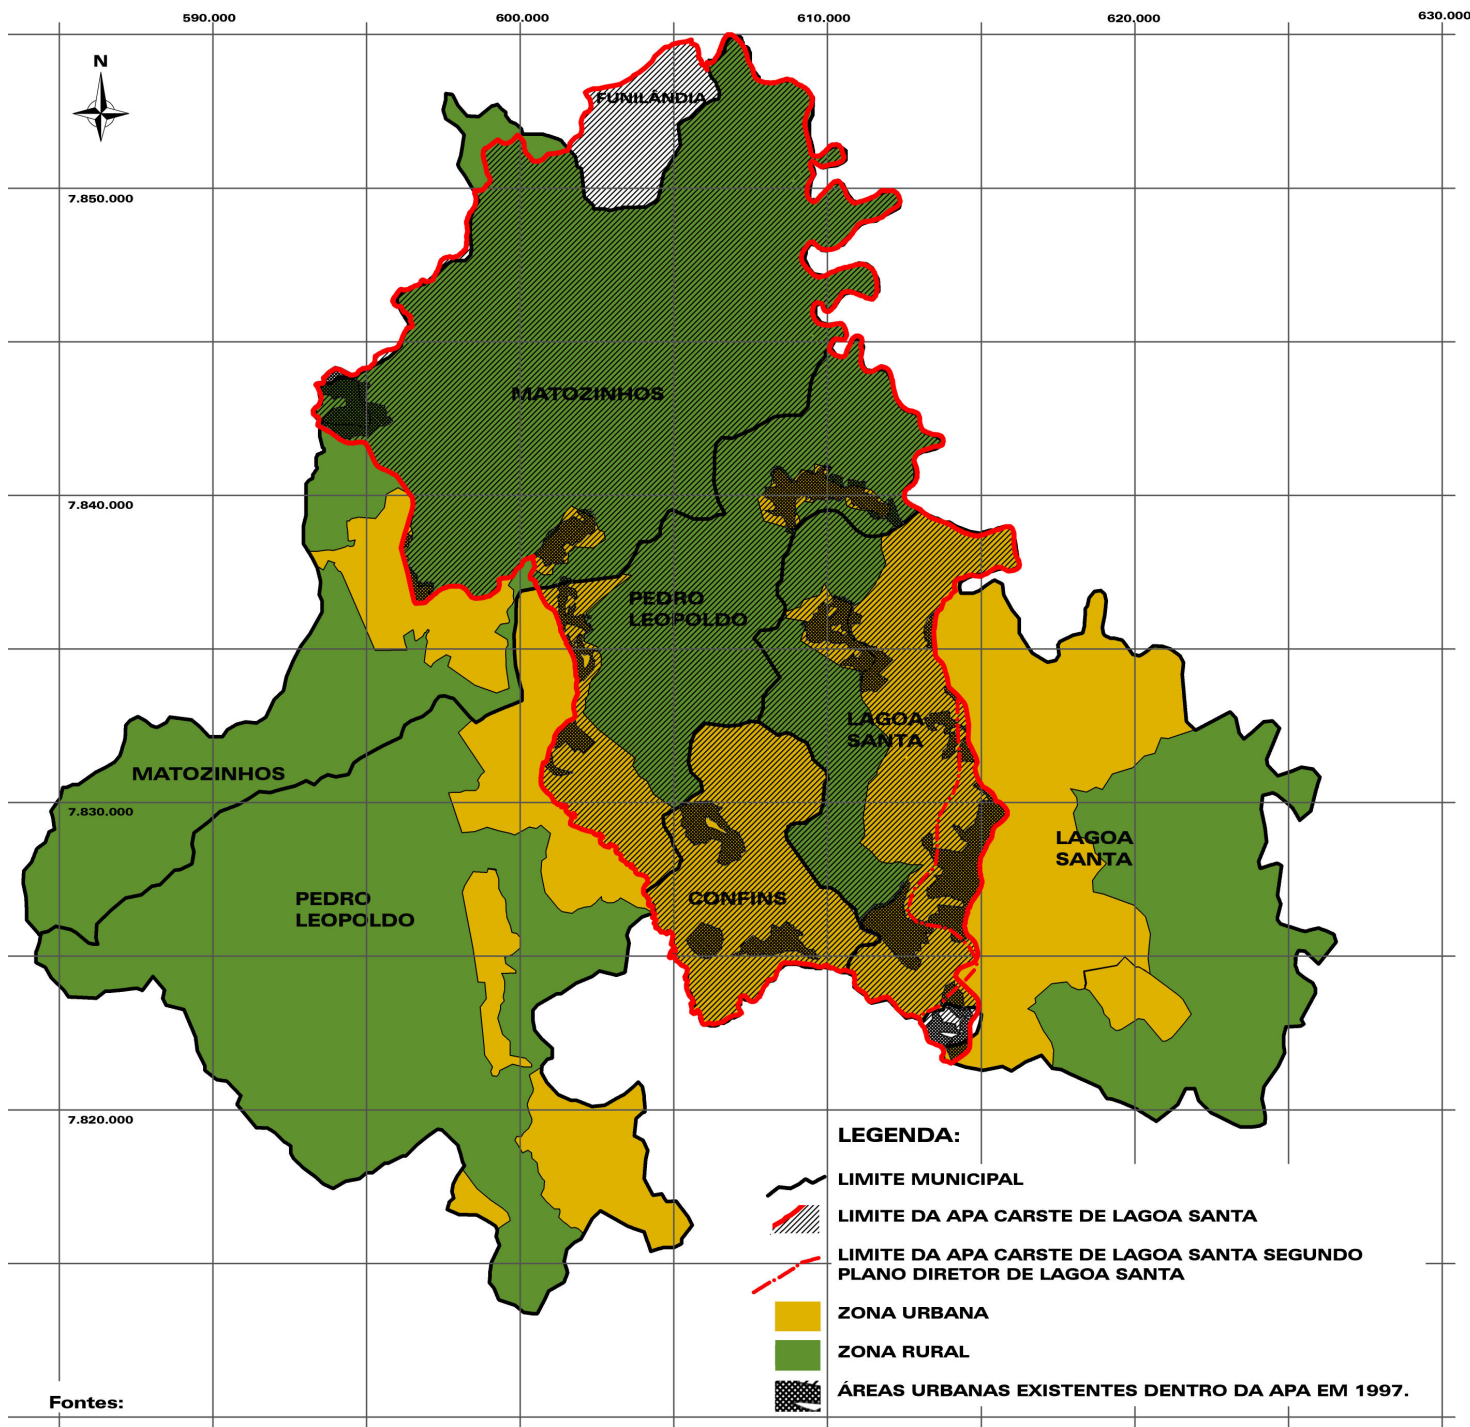 590.000
600.000
610.000
620.000
630.000
N
FUNILÂNDIA
7.850.000
MATOZINHOS
7.840.000
PEDRO
LEOPOLDO
LAGOA
SANTA
MATOZINHOS
7.830.000
LAGOA
SANTA
PEDRO
LEOPOLDO
CONFINS
7.820.000
LEGENDA:
LIMITE MUNICIPAL
LIMITE DA APA CARSTE DE LAGOA SANTA
LIMITE DA APA CARSTE DE LAGOA SANTA SEGUNDO
PLANO DIRETOR DE LAGOA SANTA
ZONA URBANA
ZONA RURAL
ÁREAS URBANAS EXISTENTES DENTRO DA APA EM 1997.
Fontes: